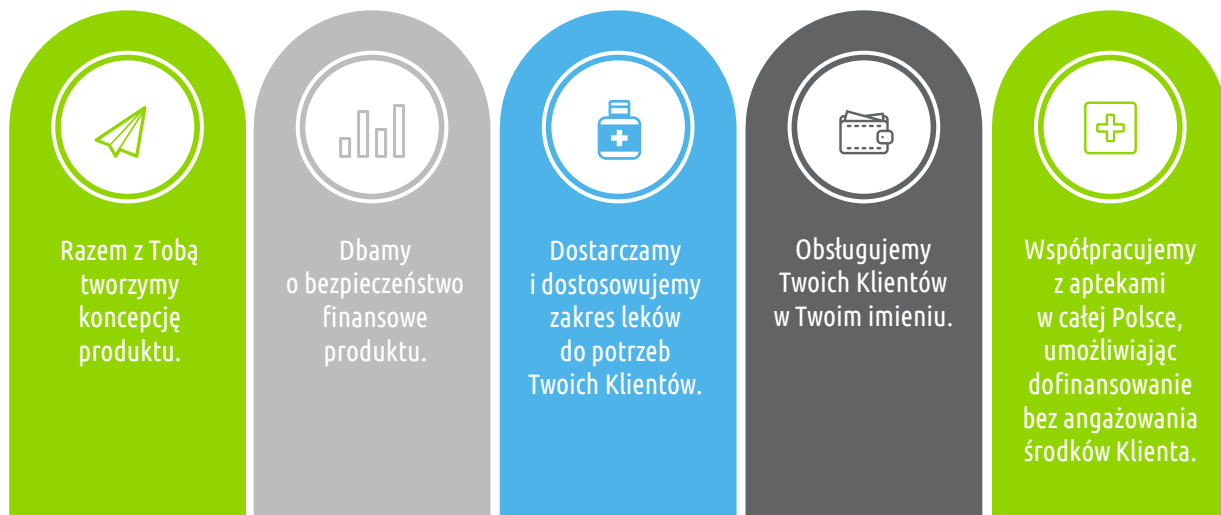 Razem z Tobą
tworzymy
koncepcję
produktu.
Dbamy
o bezpieczeństwo
finansowe
produktu.
Dostarczamy
i dostosowujemy
zakres leków
do potrzeb
Twoich Klientów.
Obsługujemy
Twoich Klientów
w Twoim imieniu.
Współpracujemy
z aptekami
w całej Polsce,
umożliwiając
dofinansowanie
bez angażowania
środków Klienta.